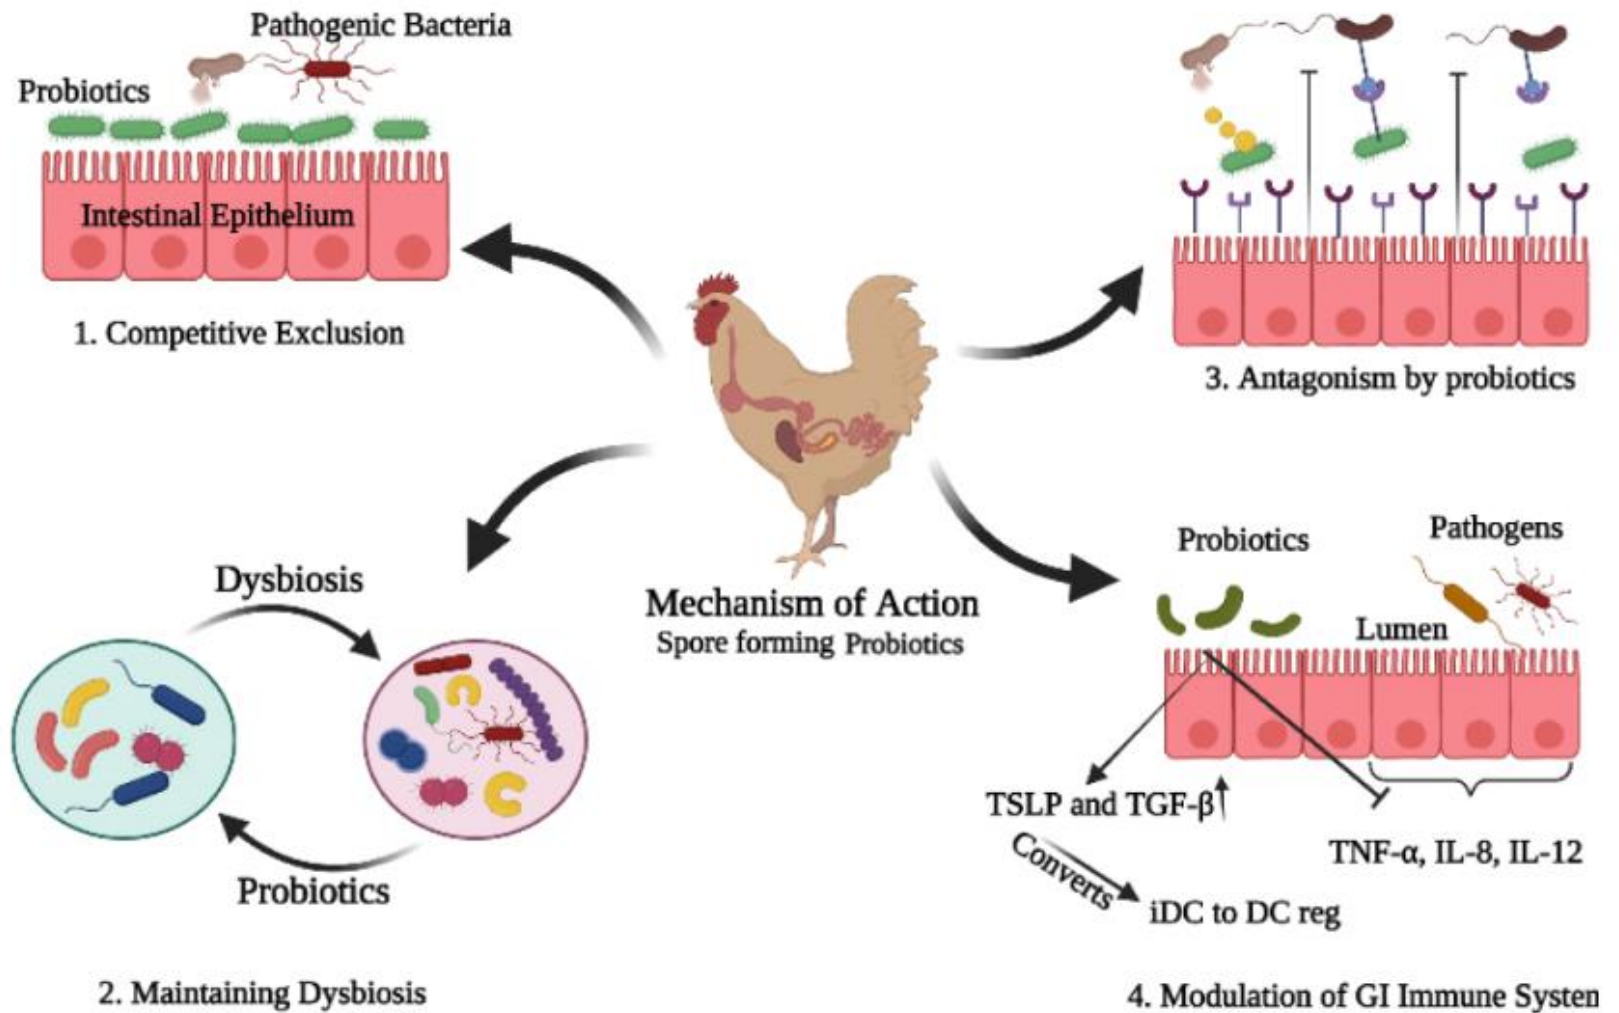 Pathogenic Bacteria
Probiotics
Intestinal Epithelium
1. Competitive Exclusion
3. Antagonism by probiotics
Mechanism of Action
Spore forming Probiotics
Dysbiosis
Probiotics
2. Maintaining Dysbiosis
Probiotics
Pathogens
Lumen
TSLP and TGF-β
TNF-α, IL-8, IL-12
Converts
iDC to DC reg
4. Modulation of GI Immune System